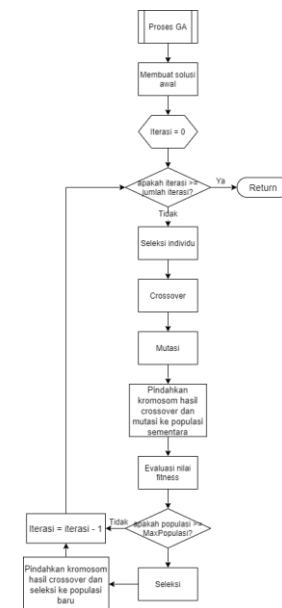 Proses GA
Membuat solusi
awal
Iterasi = 0
apakah iterasi >=
jumlah iterasi?
Ya
Return
Tidak
Seleksi individu
Crossover
Mutasi
Pindahkan
kromosom hasil
crossover dan
mutasi ke populasi
sementara
Evaluasi nilai
fitness
apakah populasi >=
MaxPopulasi?
Tidak
Iterasi = iterasi - 1
Seleksi
Pindahkan kromosom
hasil crossover dan
seleksi ke populasi
baru